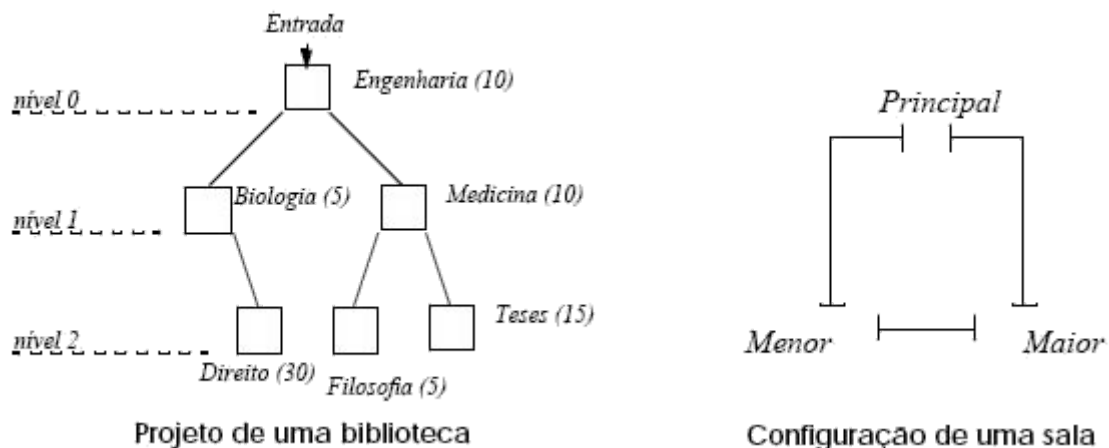 Entrada
Engenharia (10)
nível 0
Biologia (5)
Medicina (10)
nível 1
Teses (15)
nível 2
Direito (30)
Filosofia (5)
Projeto de uma biblioteca
Principal
Menor
Maior
Configuração de uma sala